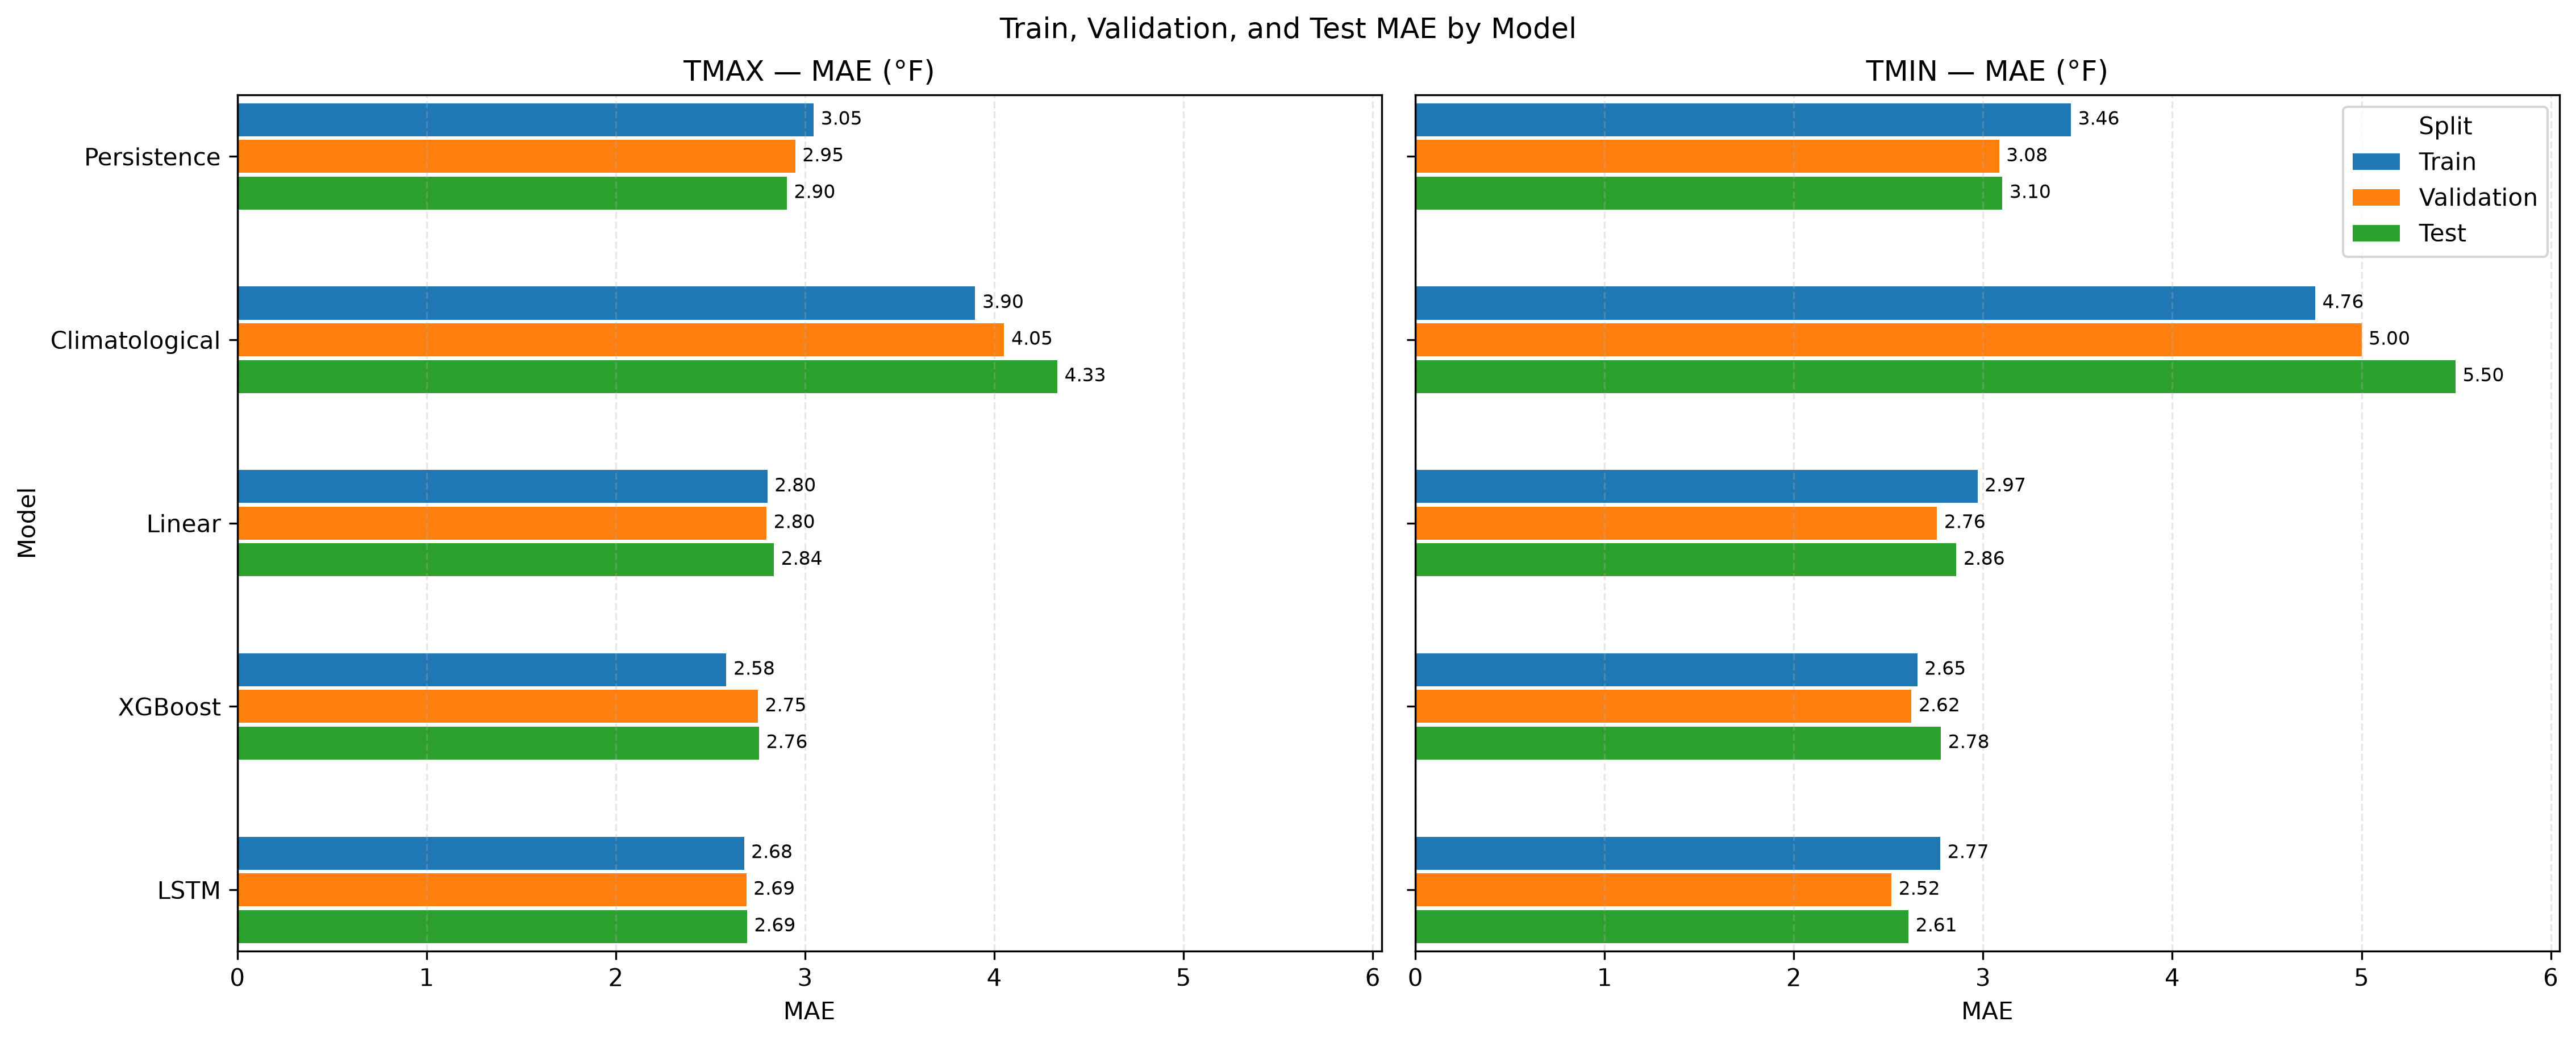 Train, Validation, and Test MAE by Model
TMAX — MAE (°F)
Model
Persistence
3.05
2.95
2.90
Climatological
3.90
4.05
4.33
Linear
2.80
2.80
2.84
XGBoost
2.58
2.75
2.76
LSTM
2.68
2.69
2.69
0 1 2 3 4 5 6
MAE
TMIN — MAE (°F)
3.46
3.08
3.10
4.76
5.00
5.50
2.97
2.76
2.86
2.65
2.62
2.78
2.77
2.52
2.61
0 1 2 3 4 5 6
MAE
Split
Train
Validation
Test